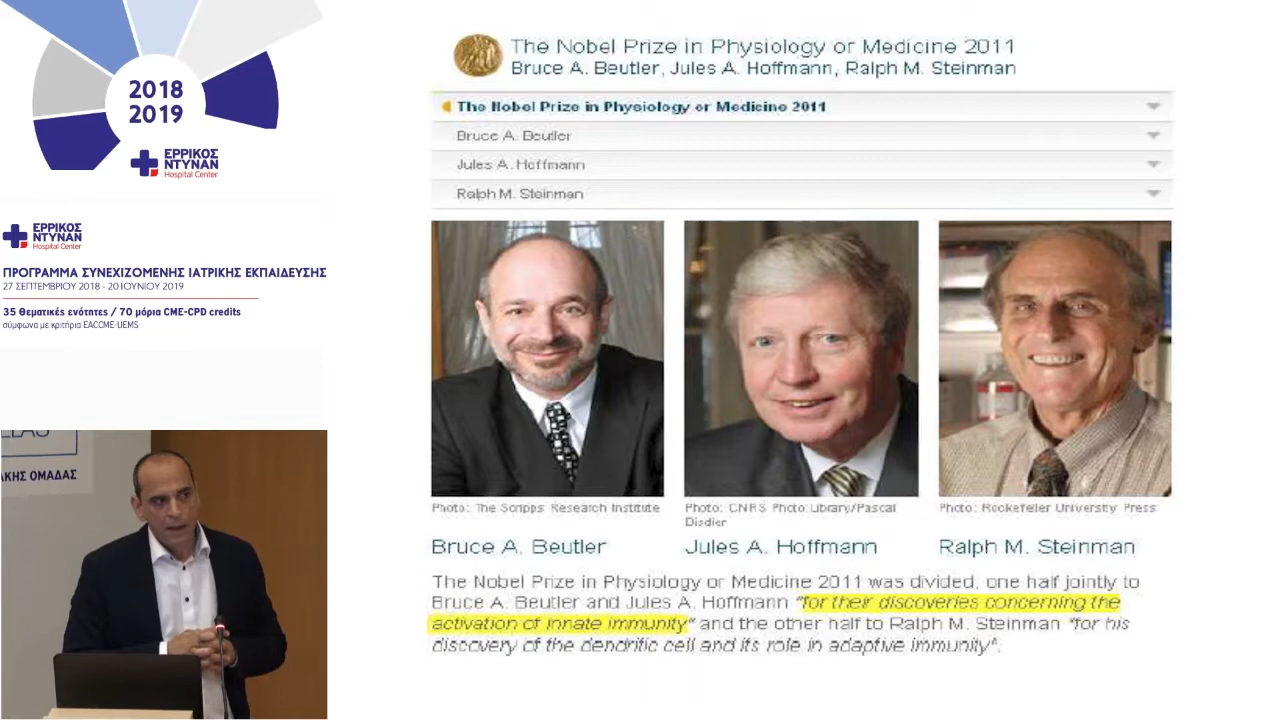 2018
2019
ΕΡΡΙΚΟΣ
ΝΤΥΝΑΝ
Hospital Center
ΕΡΡΙΚΟΣ
ΝΤΥΝΑΝ
Hospital Center
ΠΡΟΓΡΑΜΜΑ ΣΥΝΕΧΙΖΟΜΕΝΗΣ ΙΑΤΡΙΚΗΣ ΕΚΠΑΙΔΕΥΣΗΣ
27 ΣΕΠΤΕΜΒΡΙΟΥ 2018 - 20 ΙΟΥΝΙΟΥ 2019
35 Θεματικές ενότητες / 70 μόρια CME-CPD credits
σύμφωνα με κριτήρια EACCME-UEMS
ΑΚΗΣ ΟΜΑΔΑΣ
The Nobel Prize in Physiology or Medicine 2011
Bruce A. Beutler, Jules A. Hoffmann, Ralph M. Steinman
The Nobel Prize in Physiology or Medicine 2011
Bruce A. Beutler
Jules A. Hoffmann
Ralph M. Steinman
Photo: The Scripps Research Institute
Photo: CNRS Photo Library/Pascal
Disdier
Photo: Rockefeller University Press
Bruce A. Beutler
Jules A. Hoffmann
Ralph M. Steinman
The Nobel Prize in Physiology or Medicine 2011 was divided, one half jointly to
Bruce A. Beutler and Jules A. Hoffmann "for their discoveries concerning the
activation of innate immunity" and the other half to Ralph M. Steinman "for his
discovery of the dendritic cell and its role in adaptive immunity".